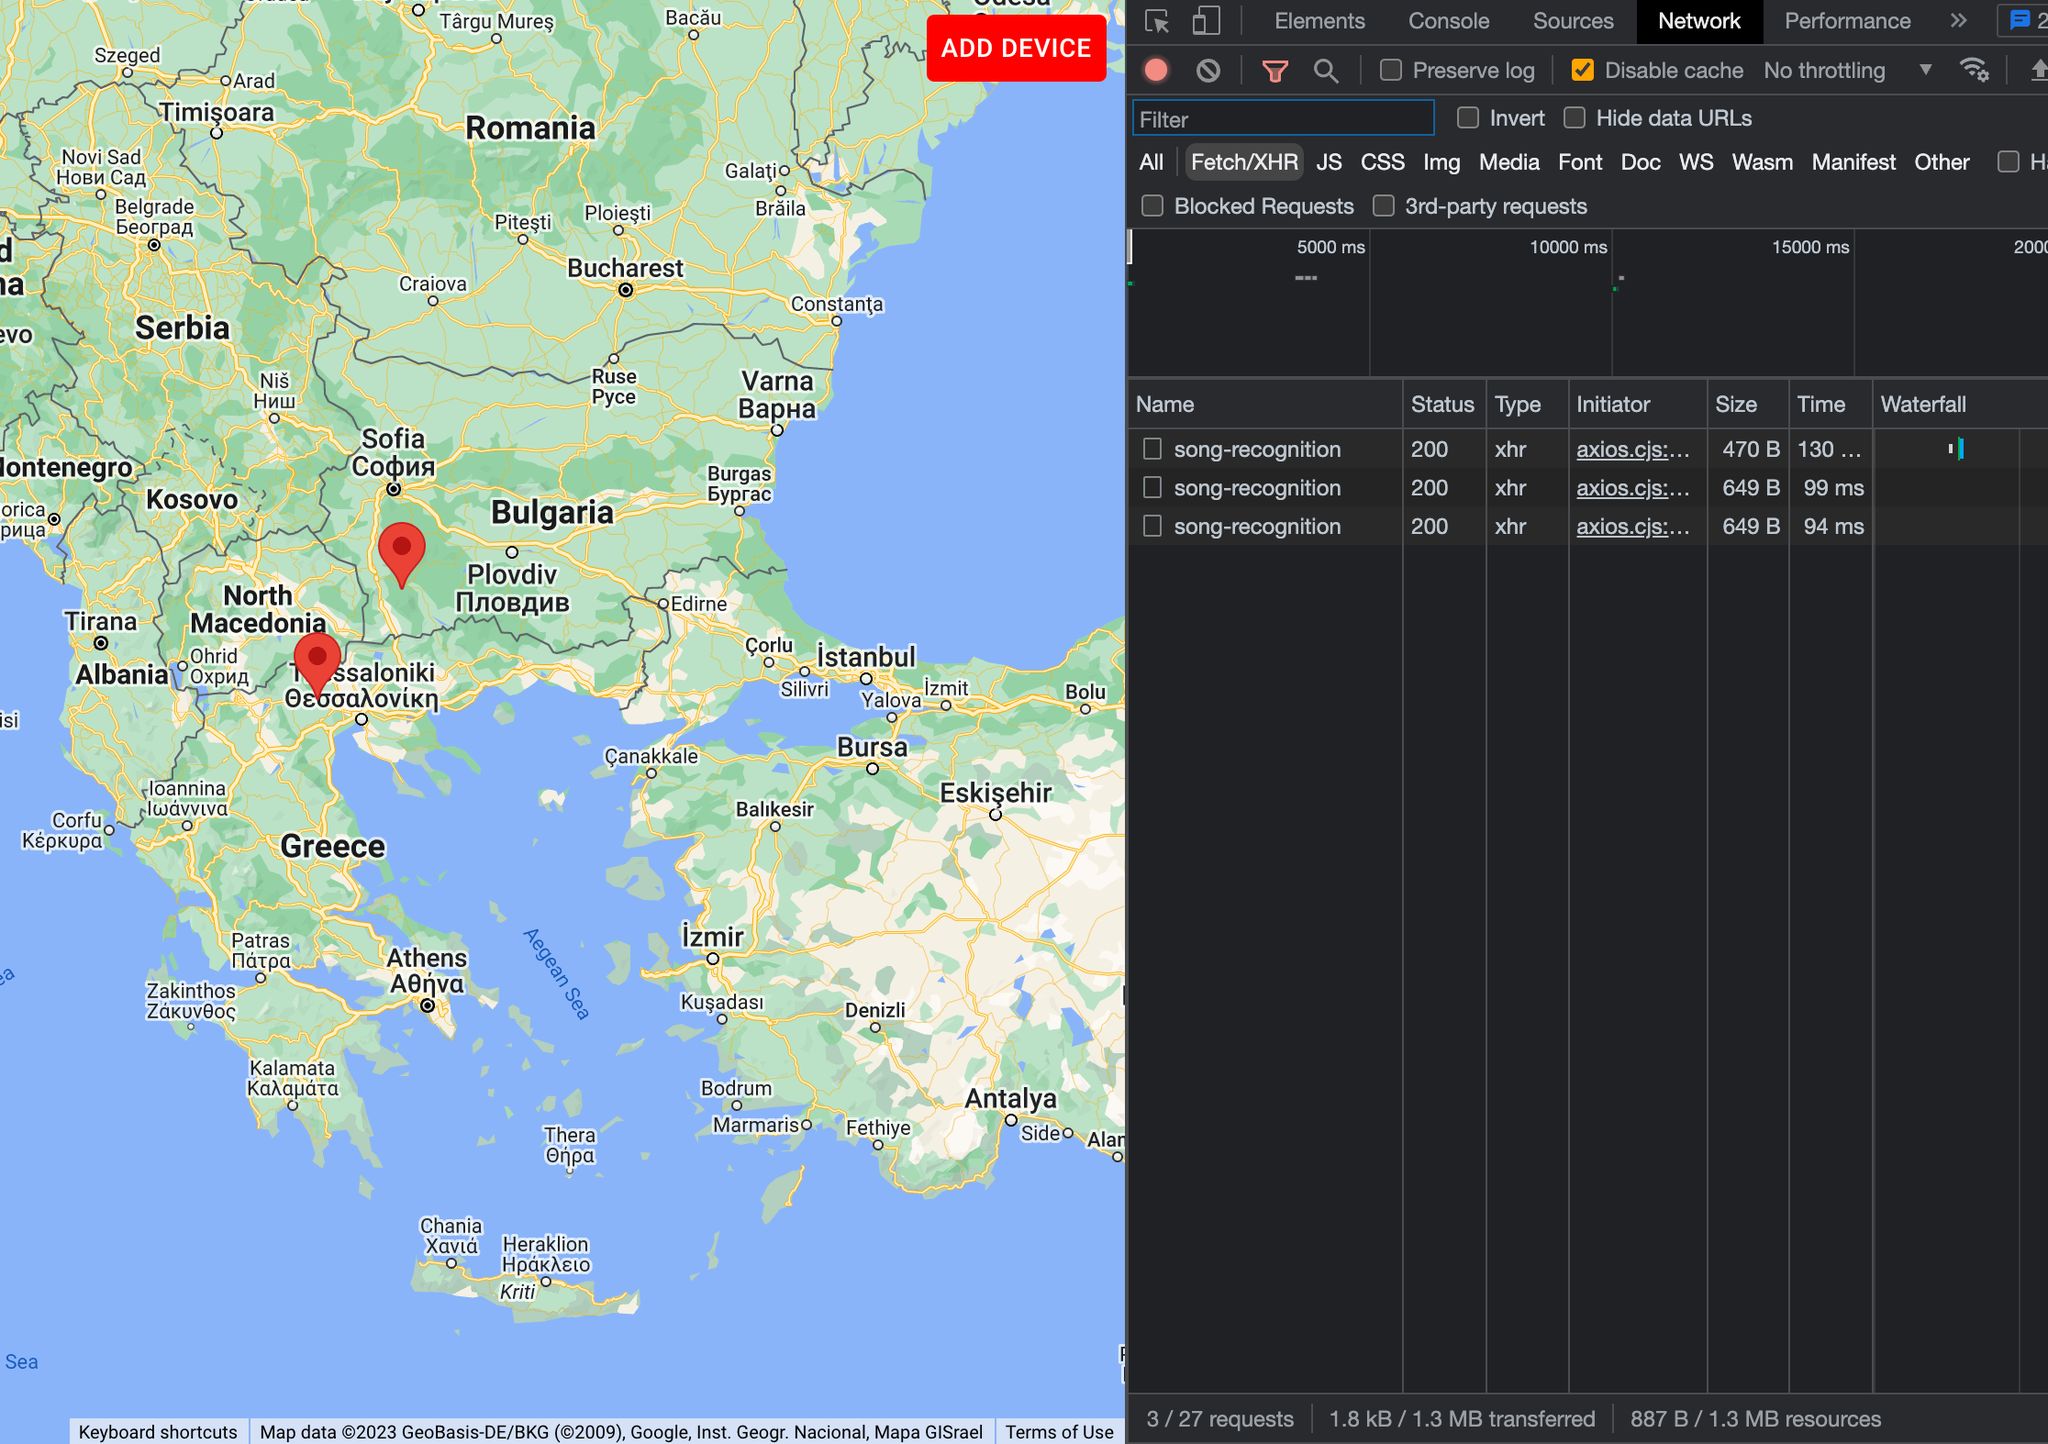 Târgu Mureş
Bacău
Szeged
Arad
ADD DEVICE
Timişoara
Romania
Novi Sad
Нови Сад
Galaţi
Belgrade
Београд
Brăila
Piteşti
Ploieşti
Bucharest
Craiova
Constanţa
Serbia
Ruse
Русе
Varna
Варна
Niš
Ниш
Sofia
София
Burgas
Бургас
Kosovo
Bulgaria
Plovdiv
Пловдив
North
Macedonia
Edirne
Tirana
Ohrid
Охрид
Albania
Θεσσαλονίκη
Çorlu
İstanbul
Silivri
Yalova
İzmit
Bolu
Çanakkale
Bursa
Eskişehir
Ioannina
Ιωάννινα
Balıkesir
Corfu
Κέρκυρα
Greece
Aegean Sea
İzmir
Patras
Πάτρα
Athens
Αθήνα
Zakinthos
Ζάκυνθος
Kuşadası
Denizli
Kalamata
Καλαμάτα
Bodrum
Marmaris
Fethiye
Antalya
Side
Thera
Θήρα
Chania
Χανιά
Heraklion
Ηράκλειο
Kriti
Sea
Keyboard shortcuts
Map data ©2023 GeoBasis-DE/BKG (©2009), Google, Inst. Geogr. Nacional, Mapa GISrael
Terms of Use
Elements Console Sources Network Performance 2
Preserve log Disable cache No throttling
Filter Invert Hide data URLs
All Fetch/XHR JS CSS Img Media Font Doc WS Wasm Manifest Other
Blocked Requests 3rd-party requests
5000 ms 10000 ms 15000 ms
Name Status Type Initiator Size Time Waterfall
song-recognition 200 xhr axios.cjs:... 470 B 130 ...
song-recognition 200 xhr axios.cjs:... 649 B 99 ms
song-recognition 200 xhr axios.cjs:... 649 B 94 ms
3 / 27 requests 1.8 kB / 1.3 MB transferred 887 B / 1.3 MB resources